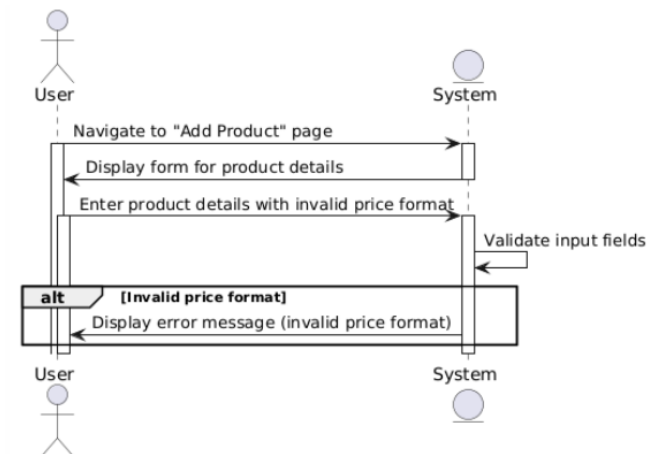 User
System
Navigate to "Add Product" page
Display form for product details
Enter product details with invalid price format
Validate input fields
alt
[Invalid price format]
Display error message (invalid price format)
User
System